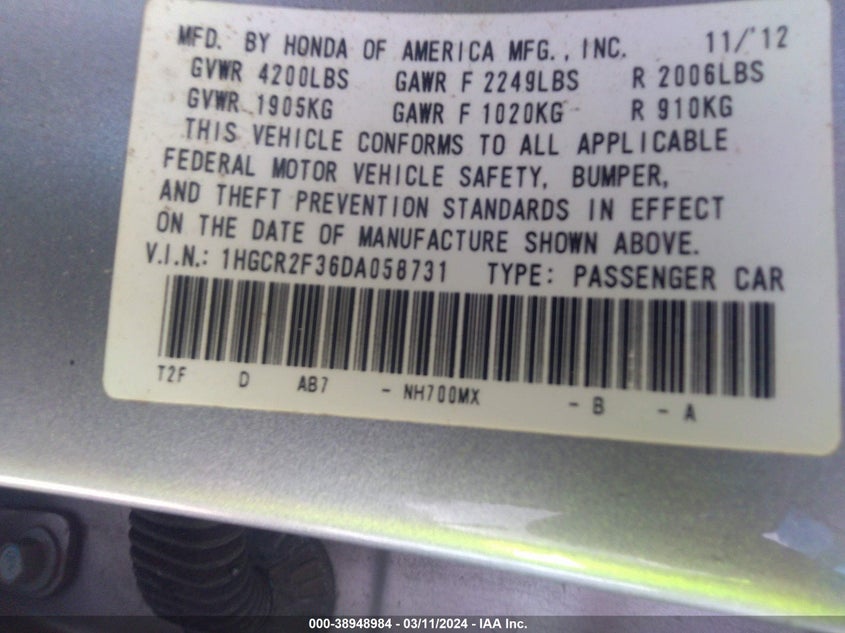 MFD. BY HONDA OF AMERICA MFG., INC. 11/'12
GVWR 4200LBS GAWR F 2249LBS R 2006LBS
GVWR 1905KG GAWR F 1020KG R 910KG
THIS VEHICLE CONFORMS TO ALL APPLICABLE
FEDERAL MOTOR VEHICLE SAFETY, BUMPER,
AND THEFT PREVENTION STANDARDS IN EFFECT
ON THE DATE OF MANUFACTURE SHOWN ABOVE.
V.I.N.: 1HGCR2F36DA058731 TYPE: PASSENGER CAR
T2F D AB7 - NH700MX - B - A
000-38948984 - 03/11/2024 - IAA Inc.